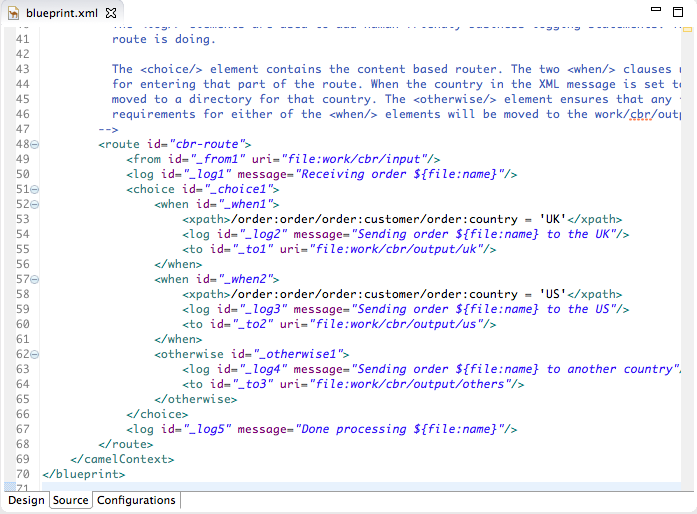 blueprint.xml
41 route is doing.
42
43 The <choice/> element contains the content based router. The two <when/> clauses
44 for entering that part of the route. When the country in the XML message is set to
45 moved to a directory for that country. The <otherwise/> element ensures that any
46 requirements for either of the <when/> elements will be moved to the work/cbr/outp
47 -->
48 <route id="cbr-route">
49 <from id="_from1" uri="file:work/cbr/input"/>
50 <log id="_log1" message="Receiving order ${file:name}"/>
51 <choice id="_choice1">
52 <when id="_when1">
53 <xpath>/order:order/order:customer/order:country = 'UK'</xpath>
54 <log id="_log2" message="Sending order ${file:name} to the UK"/>
55 <to id="_to1" uri="file:work/cbr/output/uk"/>
56 </when>
57 <when id="_when2">
58 <xpath>/order:order/order:customer/order:country = 'US'</xpath>
59 <log id="_log3" message="Sending order ${file:name} to the US"/>
60 <to id="_to2" uri="file:work/cbr/output/us"/>
61 </when>
62 <otherwise id="_otherwise1">
63 <log id="_log4" message="Sending order ${file:name} to another country"/
64 <to id="_to3" uri="file:work/cbr/output/others"/>
65 </otherwise>
66 </choice>
67 <log id="_log5" message="Done processing ${file:name}"/>
68 </route>
69 </camelContext>
70 </blueprint>
71
Design Source Configurations